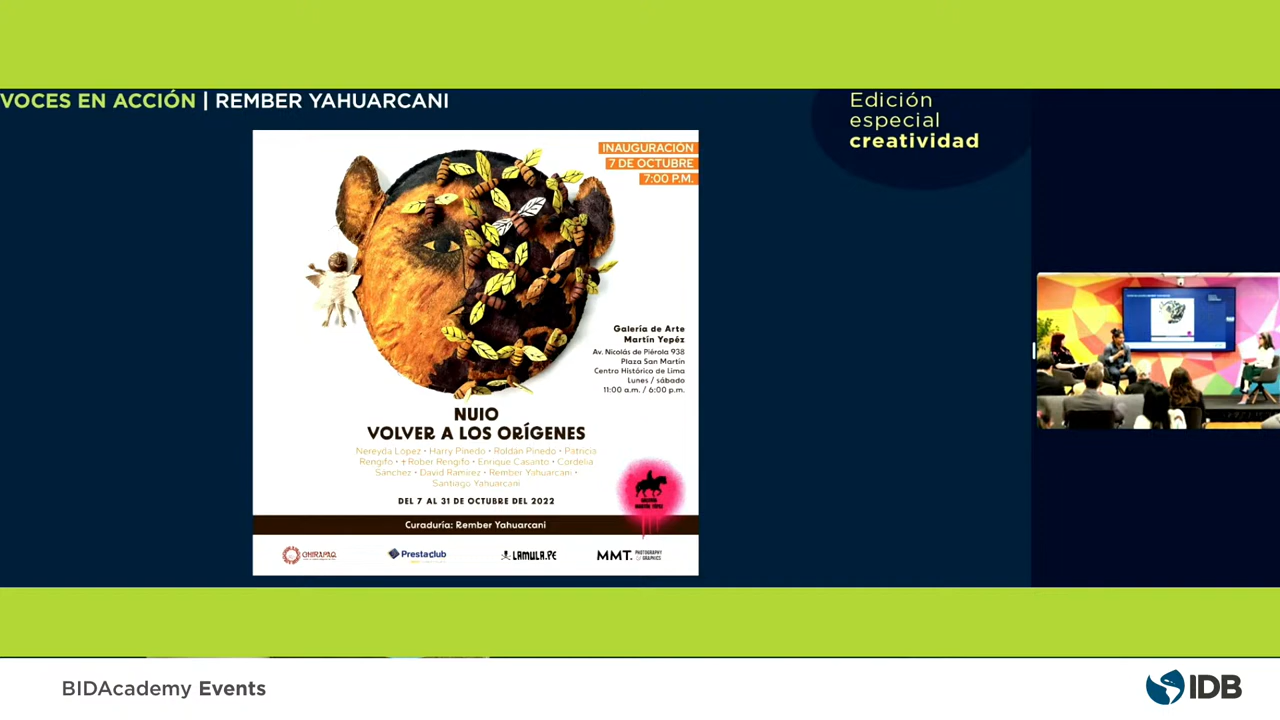 VOCES EN ACCIÓN | REMBER YAHUARCANI
Edición
especial
creatividad
INAUGURACIÓN
7 DE OCTUBRE
7:00 P.M.
Galería de Arte
Martín Yepéz
Av. Nicolás de Piérola 938
Plaza San Martín
Centro Histórico de Lima
Lunes / sábado
11:00 a.m. / 6:00 p.m.
NUIO
VOLVER A LOS ORÍGENES
Nereyda López • Harry Pinedo • Roldán Pinedo • Patricia
Rengifo • +Rober Rengifo • Enrique Casanto • Cordelia
Sánchez • David Ramírez • Rember Yahuarcani •
Santiago Yahuarcani
DEL 7 AL 31 DE OCTUBRE DEL 2022
Curaduría: Rember Yahuarcani
CHIRAPAQ
Prestaclub
LAMULA.PE
MMT. PHOTOGRAPHY
GRAPHICS
BIDAcademy Events
IDB